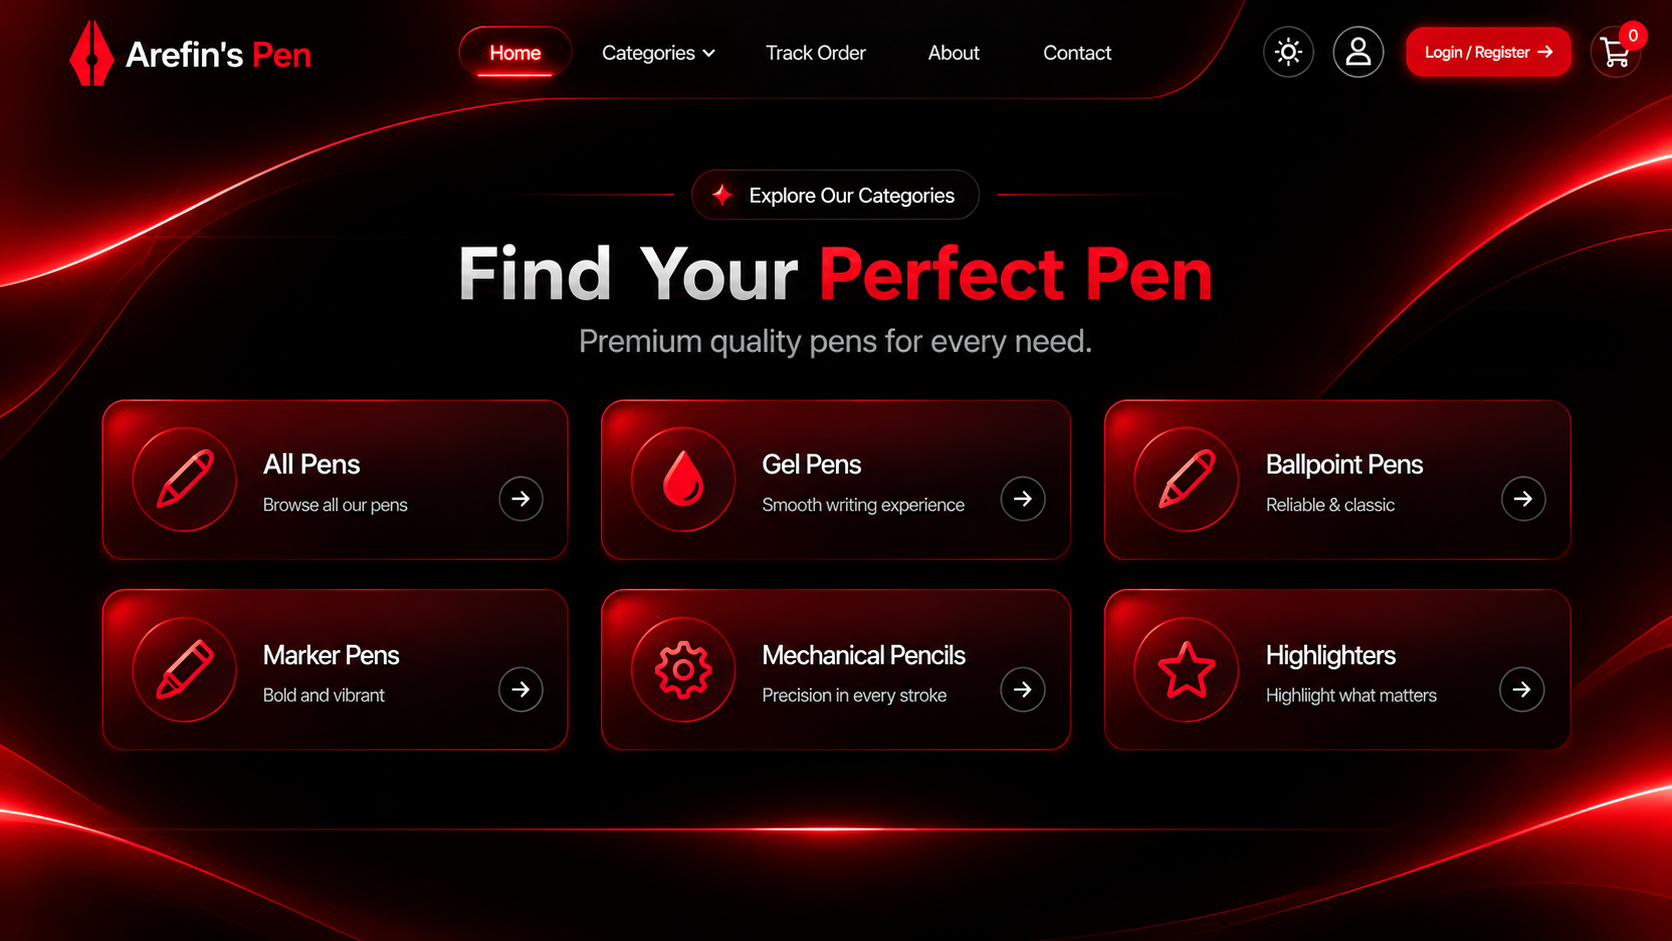 Arefin's Pen
Home
Categories
Track Order
About
Contact
Login / Register
0
Explore Our Categories
Find Your Perfect Pen
Premium quality pens for every need.
All Pens
Browse all our pens
Gel Pens
Smooth writing experience
Ballpoint Pens
Reliable & classic
Marker Pens
Bold and vibrant
Mechanical Pencils
Precision in every stroke
Highlighters
Highliight what matters